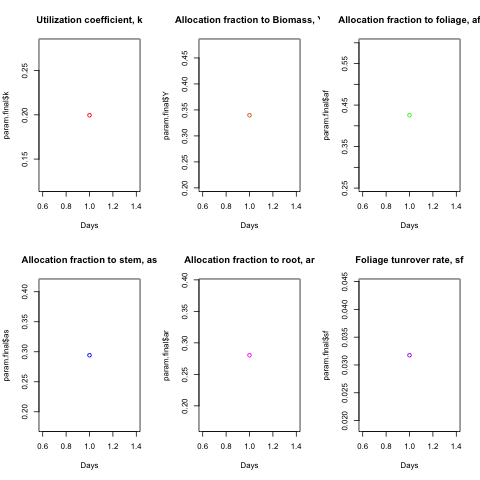 Utilization coefficient, k
param.final$k
0.15 0.20 0.25
0.6 0.8 1.0 1.2 1.4
Days
Allocation fraction to Biomass, Y
param.final$Y
0.20 0.25 0.30 0.35 0.40 0.45
0.6 0.8 1.0 1.2 1.4
Days
Allocation fraction to foliage, af
param.final$af
0.25 0.35 0.45 0.55
0.6 0.8 1.0 1.2 1.4
Days
Allocation fraction to stem, as
param.final$as
0.20 0.25 0.30 0.35 0.40
0.6 0.8 1.0 1.2 1.4
Days
Allocation fraction to root, ar
param.final$ar
0.20 0.25 0.30 0.35 0.40
0.6 0.8 1.0 1.2 1.4
Days
Foliage tunrover rate, sf
param.final$sf
0.020 0.025 0.030 0.035 0.040 0.045
0.6 0.8 1.0 1.2 1.4
Days